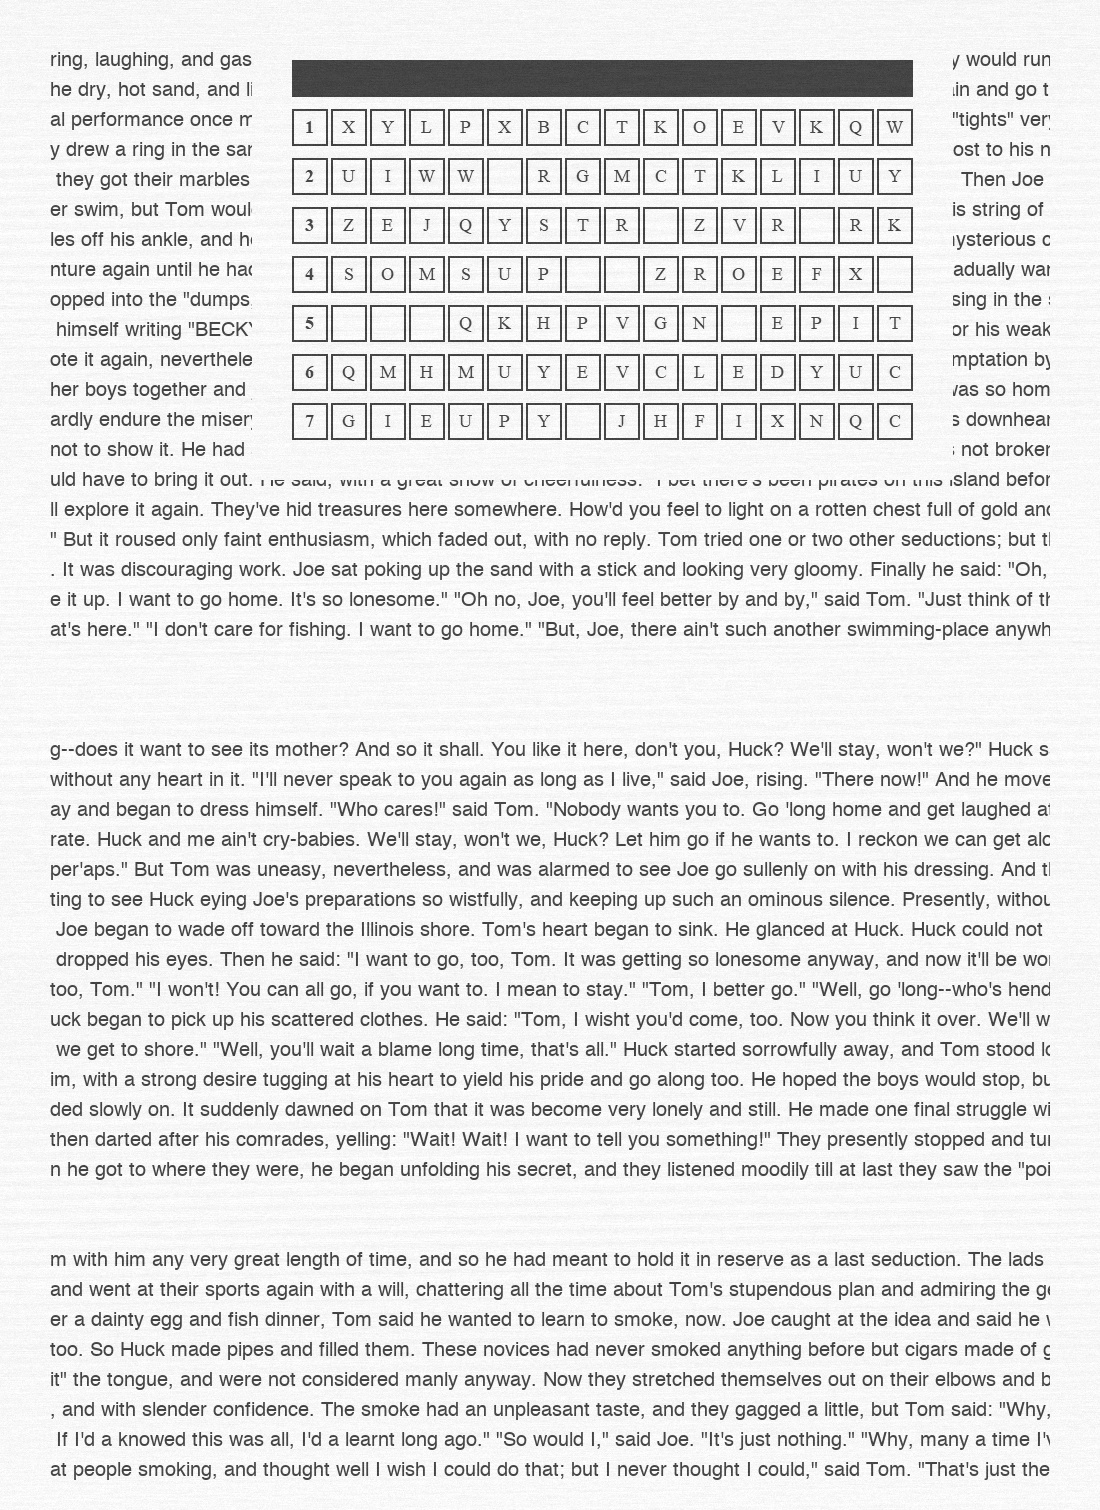 ring, laughing, and gas
he dry, hot sand, and li
al performance once m
y drew a ring in the san
they got their marbles
er swim, but Tom woul
les off his ankle, and he
nture again until he had
opped into the "dumps,
himself writing "BECKY
ote it again, neverthele
her boys together and j
ardly endure the misery
not to show it. He had
1 X Y L P X B C T K O E V K Q W
2 U I W W R G M C T K L I U Y
3 Z E J Q Y S T R Z V R R K
4 S O M S U P Z R O E F X
5 Q K H P V G N E P I T
6 Q M H M U Y E V C L E D Y U C
7 G I E U P Y J H F I X N Q C
y would run
in and go t
"tights" very
ost to his n
Then Joe
is string of
ysterious c
adually wan
sing in the s
or his weak
mptation by
was so hom
s downhear
not broken
uld have to bring it out. He said, with a great show of cheerfulness: "I bet there's been pirates on this island befor
ll explore it again. They've hid treasures here somewhere. How'd you feel to light on a rotten chest full of gold and
" But it roused only faint enthusiasm, which faded out, with no reply. Tom tried one or two other seductions; but th
. It was discouraging work. Joe sat poking up the sand with a stick and looking very gloomy. Finally he said: "Oh,
e it up. I want to go home. It's so lonesome." "Oh no, Joe, you'll feel better by and by," said Tom. "Just think of th
at's here." "I don't care for fishing. I want to go home." "But, Joe, there ain't such another swimming-place anywh
g--does it want to see its mother? And so it shall. You like it here, don't you, Huck? We'll stay, won't we?" Huck s
without any heart in it. "I'll never speak to you again as long as I live," said Joe, rising. "There now!" And he move
ay and began to dress himself. "Who cares!" said Tom. "Nobody wants you to. Go 'long home and get laughed at
rate. Huck and me ain't cry-babies. We'll stay, won't we, Huck? Let him go if he wants to. I reckon we can get alo
per'aps." But Tom was uneasy, nevertheless, and was alarmed to see Joe go sullenly on with his dressing. And th
ting to see Huck eying Joe's preparations so wistfully, and keeping up such an ominous silence. Presently, withou
Joe began to wade off toward the Illinois shore. Tom's heart began to sink. He glanced at Huck. Huck could not
dropped his eyes. Then he said: "I want to go, too, Tom. It was getting so lonesome anyway, and now it'll be wor
too, Tom." "I won't! You can all go, if you want to. I mean to stay." "Tom, I better go." "Well, go 'long--who's hend
uck began to pick up his scattered clothes. He said: "Tom, I wisht you'd come, too. Now you think it over. We'll w
we get to shore." "Well, you'll wait a blame long time, that's all." Huck started sorrowfully away, and Tom stood lo
im, with a strong desire tugging at his heart to yield his pride and go along too. He hoped the boys would stop, bu
ded slowly on. It suddenly dawned on Tom that it was become very lonely and still. He made one final struggle wi
then darted after his comrades, yelling: "Wait! Wait! I want to tell you something!" They presently stopped and tur
n he got to where they were, he began unfolding his secret, and they listened moodily till at last they saw the "poi
m with him any very great length of time, and so he had meant to hold it in reserve as a last seduction. The lads
and went at their sports again with a will, chattering all the time about Tom's stupendous plan and admiring the ge
er a dainty egg and fish dinner, Tom said he wanted to learn to smoke, now. Joe caught at the idea and said he w
too. So Huck made pipes and filled them. These novices had never smoked anything before but cigars made of g
it" the tongue, and were not considered manly anyway. Now they stretched themselves out on their elbows and b
, and with slender confidence. The smoke had an unpleasant taste, and they gagged a little, but Tom said: "Why,
If I'd a knowed this was all, I'd a learnt long ago." "So would I," said Joe. "It's just nothing." "Why, many a time I'v
at people smoking, and thought well I wish I could do that; but I never thought I could," said Tom. "That's just the